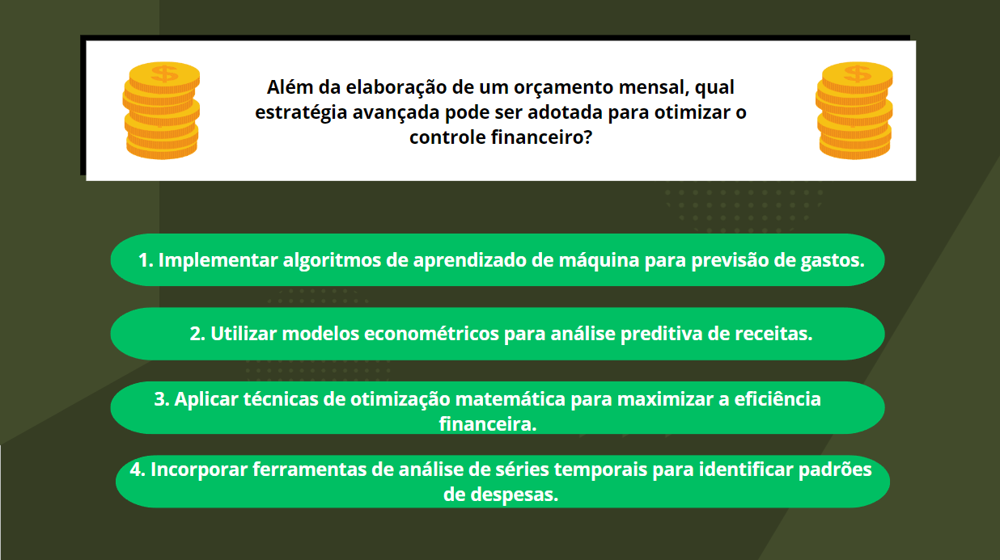 Além da elaboração de um orçamento mensal, qual
estratégia avançada pode ser adotada para otimizar o
controle financeiro?
1. Implementar algoritmos de aprendizado de máquina para previsão de gastos.
2. Utilizar modelos econométricos para análise preditiva de receitas.
3. Aplicar técnicas de otimização matemática para maximizar a eficiência
financeira.
4. Incorporar ferramentas de análise de séries temporais para identificar padrões
de despesas.